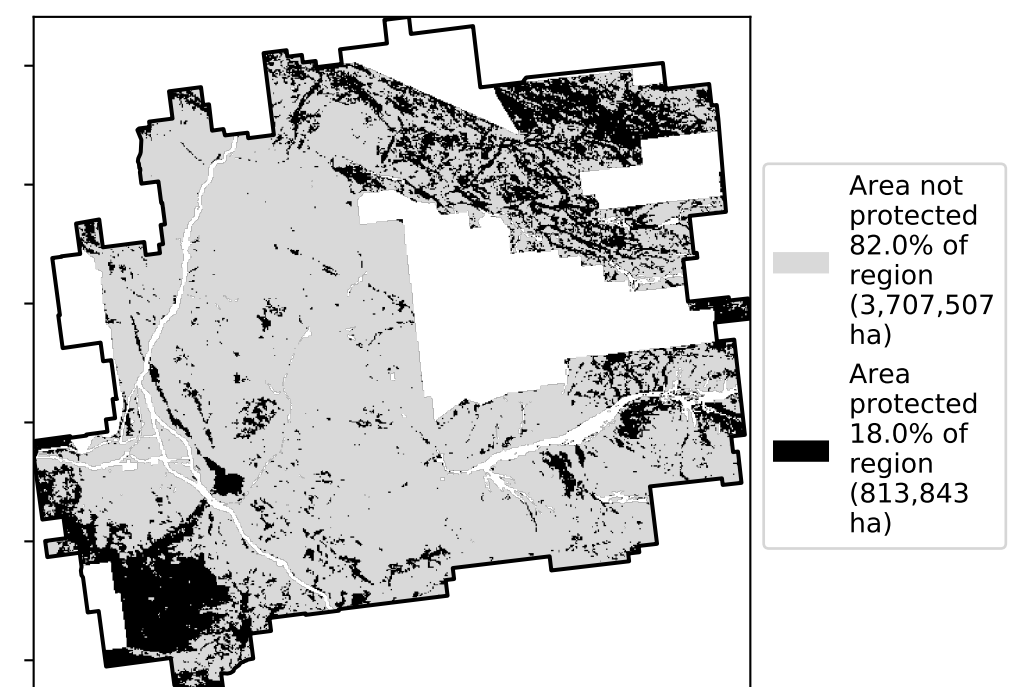 Area not
protected
82.0% of
region
(3,707,507
ha)
Area
protected
18.0% of
region
(813,843
ha)